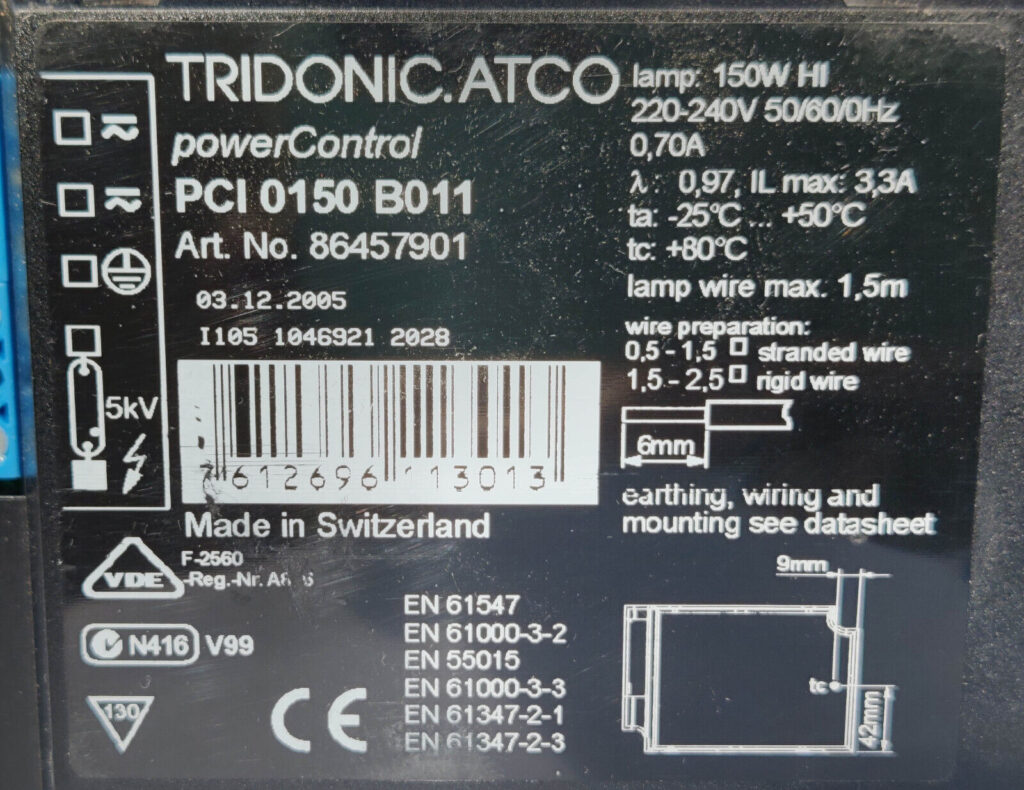 TRIDONIC.ATCO
powerControl
PCI 0150 B011
Art. No. 86457901
03.12.2005
I105 1046921 2028
5kV
7 612696 113013
Made in Switzerland
VDE
F-2560
-Reg.-Nr.
N416 V99
130
CE
EN 61547
EN 61000-3-2
EN 55015
EN 61000-3-3
EN 61347-2-1
EN 61347-2-3
lamp: 150W HI
220-240V 50/60/0Hz
0,70A
λ: 0,97, IL max: 3,3A
ta: -25°C ... +50°C
tc: +80°C
lamp wire max. 1,5m
wire preparation:
0,5 - 1,5 □ stranded wire
1,5 - 2,5 □ rigid wire
6mm
earthing, wiring and
mounting see datasheet
9mm
tc
42mm